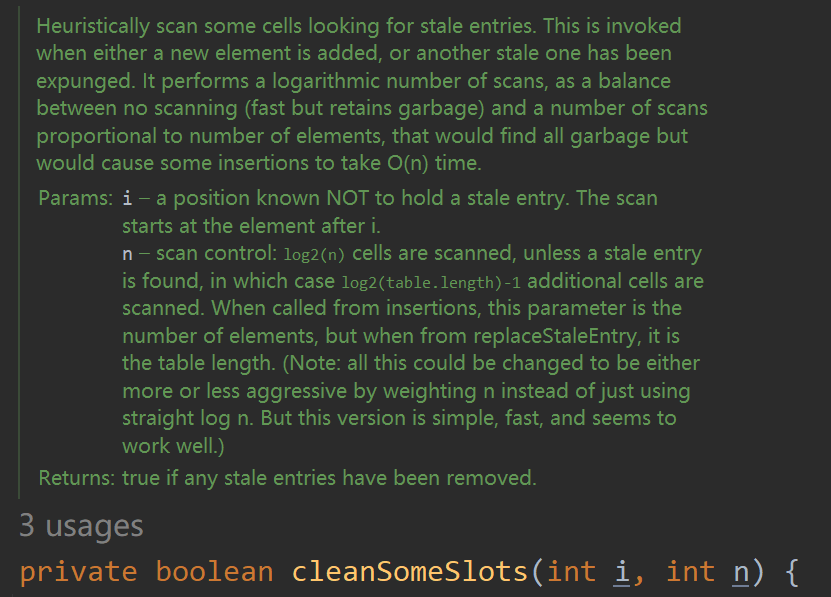 Heuristically scan some cells looking for stale entries. This is invoked
when either a new element is added, or another stale one has been
expunged. It performs a logarithmic number of scans, as a balance
between no scanning (fast but retains garbage) and a number of scans
proportional to number of elements, that would find all garbage but
would cause some insertions to take O(n) time.
Params: i – a position known NOT to hold a stale entry. The scan
starts at the element after i.
n – scan control: log2(n) cells are scanned, unless a stale entry
is found, in which case log2(table.length)-1 additional cells are
scanned. When called from insertions, this parameter is the
number of elements, but when from replaceStaleEntry, it is
the table length. (Note: all this could be changed to be either
more or less aggressive by weighting n instead of just using
straight log n. But this version is simple, fast, and seems to
work well.)
Returns: true if any stale entries have been removed.
3 usages
private boolean cleanSomeSlots(int i, int n) {